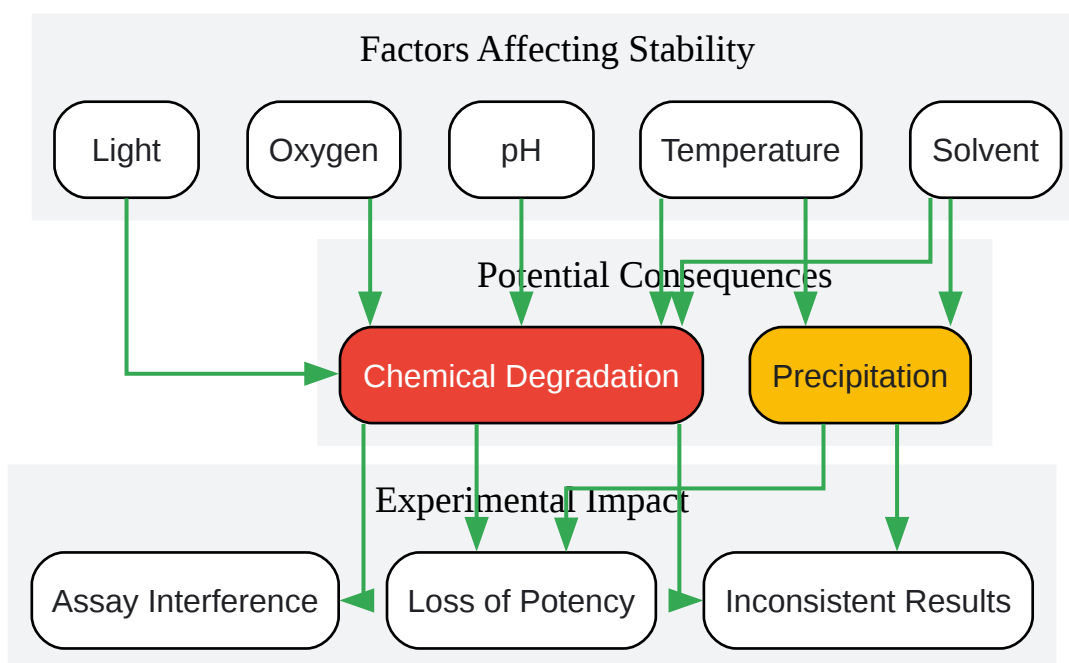 Factors Affecting Stability
Light
Oxygen
pH
Temperature
Solvent
Potential Consequences
Chemical Degradation
Precipitation
Experimental Impact
Assay Interference
Loss of Potency
Inconsistent Results